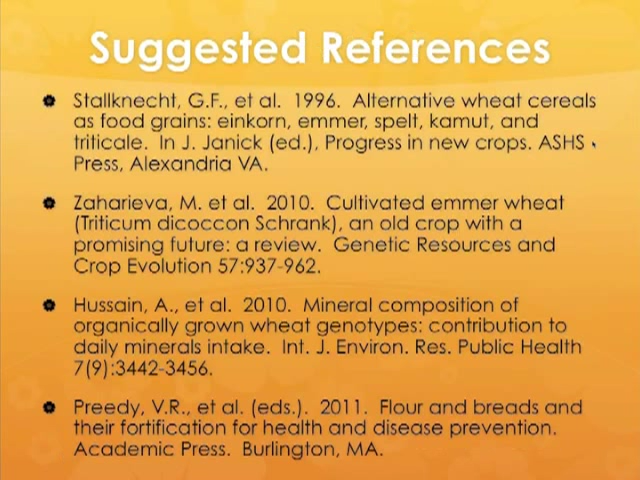 Suggested References
Stallknecht, G.F., et al. 1996. Alternative wheat cereals
as food grains: einkorn, emmer, spelt, kamut, and
triticale. In J. Janick (ed.), Progress in new crops. ASHS
Press, Alexandria VA.
Zaharieva, M. et al. 2010. Cultivated emmer wheat
(Triticum dicoccon Schrank), an old crop with a
promising future: a review. Genetic Resources and
Crop Evolution 57:937-962.
Hussain, A., et al. 2010. Mineral composition of
organically grown wheat genotypes: contribution to
daily minerals intake. Int. J. Environ. Res. Public Health
7(9):3442-3456.
Preedy, V.R., et al. (eds.). 2011. Flour and breads and
their fortification for health and disease prevention.
Academic Press. Burlington, MA.